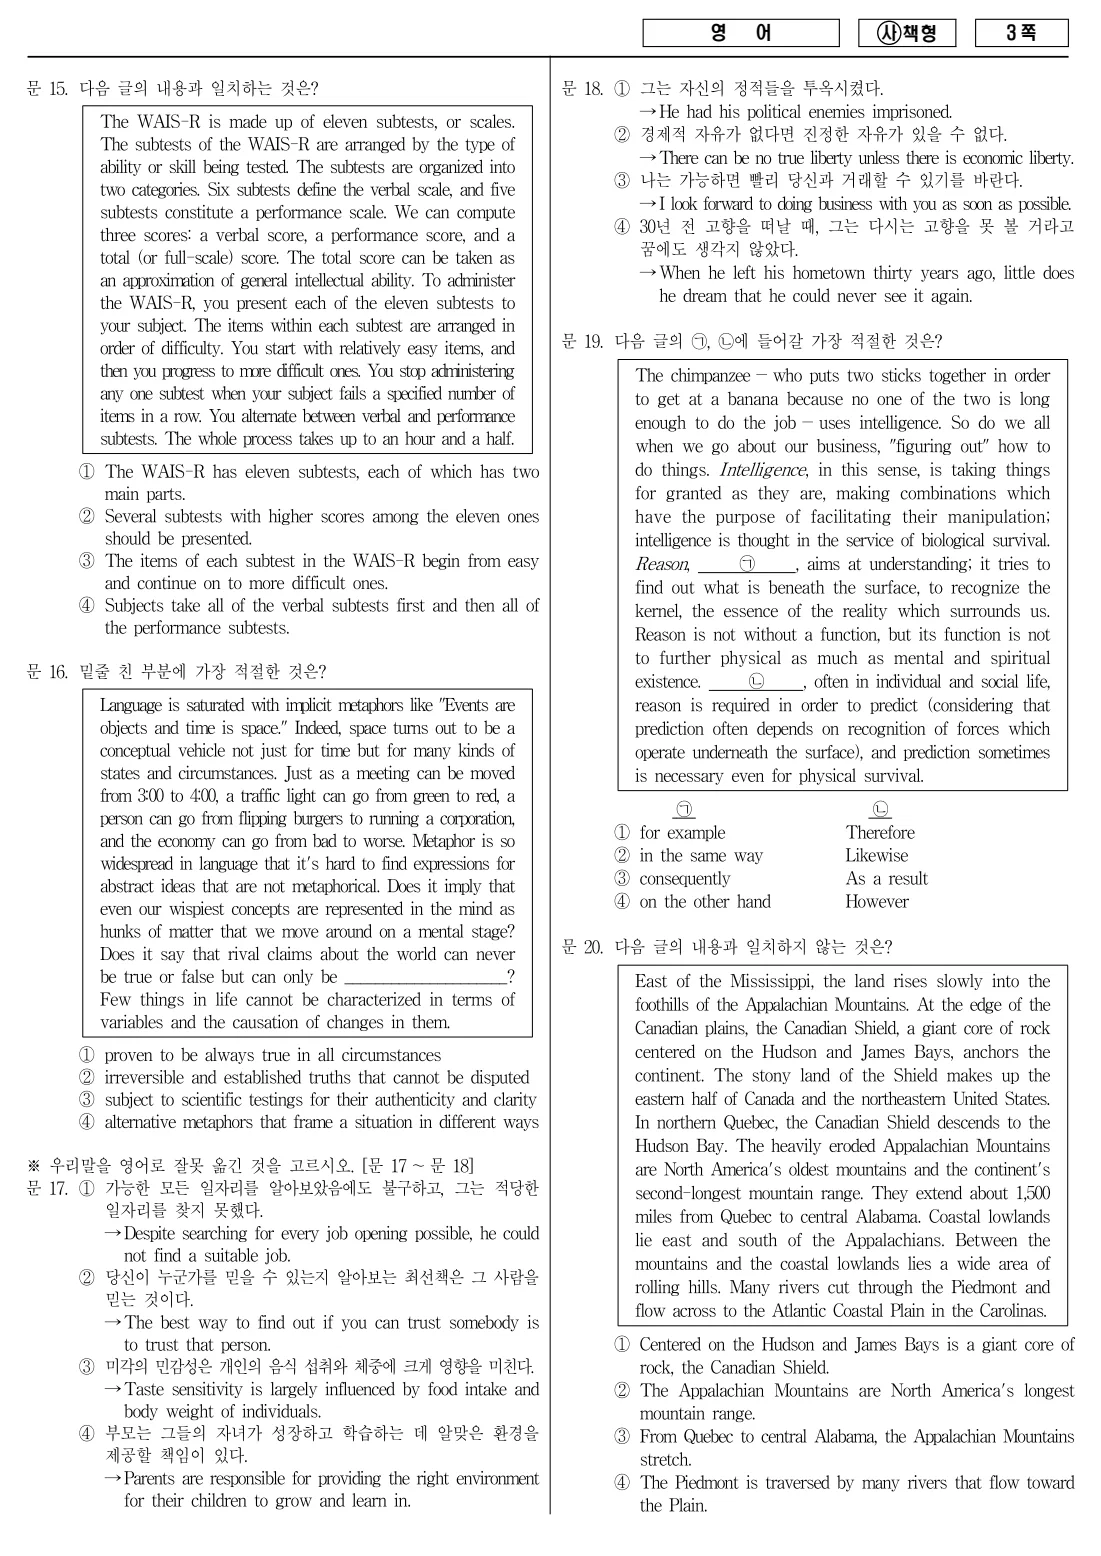 영 어
㉴책형
3 쪽
문 15. 다음 글의 내용과 일치하는 것은?
The WAIS-R is made up of eleven subtests, or scales.
The subtests of the WAIS-R are arranged by the type of
ability or skill being tested. The subtests are organized into
two categories. Six subtests define the verbal scale, and five
subtests constitute a performance scale. We can compute
three scores: a verbal score, a performance score, and a
total (or full-scale) score. The total score can be taken as
an approximation of general intellectual ability. To administer
the WAIS-R, you present each of the eleven subtests to
your subject. The items within each subtest are arranged in
order of difficulty. You start with relatively easy items, and
then you progress to more difficult ones. You stop administering
any one subtest when your subject fails a specified number of
items in a row. You alternate between verbal and performance
subtests. The whole process takes up to an hour and a half.
① The WAIS-R has eleven subtests, each of which has two
main parts.
② Several subtests with higher scores among the eleven ones
should be presented.
③ The items of each subtest in the WAIS-R begin from easy
and continue on to more difficult ones.
④ Subjects take all of the verbal subtests first and then all of
the performance subtests.
문 16. 밑줄 친 부분에 가장 적절한 것은?
Language is saturated with implicit metaphors like "Events are
objects and time is space." Indeed, space turns out to be a
conceptual vehicle not just for time but for many kinds of
states and circumstances. Just as a meeting can be moved
from 3:00 to 4:00, a traffic light can go from green to red, a
person can go from flipping burgers to running a corporation,
and the economy can go from bad to worse. Metaphor is so
widespread in language that it's hard to find expressions for
abstract ideas that are not metaphorical. Does it imply that
even our wispiest concepts are represented in the mind as
hunks of matter that we move around on a mental stage?
Does it say that rival claims about the world can never
be true or false but can only be ____________________?
Few things in life cannot be characterized in terms of
variables and the causation of changes in them.
① proven to be always true in all circumstances
② irreversible and established truths that cannot be disputed
③ subject to scientific testings for their authenticity and clarity
④ alternative metaphors that frame a situation in different ways
※ 우리말을 영어로 잘못 옮긴 것을 고르시오. [문 17 ~ 문 18]
문 17. ① 가능한 모든 일자리를 알아보았음에도 불구하고, 그는 적당한
일자리를 찾지 못했다.
→Despite searching for every job opening possible, he could
not find a suitable job.
② 당신이 누군가를 믿을 수 있는지 알아보는 최선책은 그 사람을
믿는 것이다.
→The best way to find out if you can trust somebody is
to trust that person.
③ 미각의 민감성은 개인의 음식 섭취와 체중에 크게 영향을 미친다.
→Taste sensitivity is largely influenced by food intake and
body weight of individuals.
④ 부모는 그들의 자녀가 성장하고 학습하는 데 알맞은 환경을
제공할 책임이 있다.
→Parents are responsible for providing the right environment
for their children to grow and learn in.
문 18. ① 그는 자신의 정적들을 투옥시켰다.
→He had his political enemies imprisoned.
② 경제적 자유가 없다면 진정한 자유가 있을 수 없다.
→There can be no true liberty unless there is economic liberty.
③ 나는 가능하면 빨리 당신과 거래할 수 있기를 바란다.
→I look forward to doing business with you as soon as possible.
④ 30년 전 고향을 떠날 때, 그는 다시는 고향을 못 볼 거라고
꿈에도 생각지 않았다.
→When he left his hometown thirty years ago, little does
he dream that he could never see it again.
문 19. 다음 글의 ㉠, ㉡에 들어갈 가장 적절한 것은?
The chimpanzee — who puts two sticks together in order
to get at a banana because no one of the two is long
enough to do the job — uses intelligence. So do we all
when we go about our business, "figuring out" how to
do things. Intelligence, in this sense, is taking things
for granted as they are, making combinations which
have the purpose of facilitating their manipulation;
intelligence is thought in the service of biological survival.
Reason, ___㉠___, aims at understanding; it tries to
find out what is beneath the surface, to recognize the
kernel, the essence of the reality which surrounds us.
Reason is not without a function, but its function is not
to further physical as much as mental and spiritual
existence. ___㉡___, often in individual and social life,
reason is required in order to predict (considering that
prediction often depends on recognition of forces which
operate underneath the surface), and prediction sometimes
is necessary even for physical survival.
㉠ ㉡
① for example Therefore
② in the same way Likewise
③ consequently As a result
④ on the other hand However
문 20. 다음 글의 내용과 일치하지 않는 것은?
East of the Mississippi, the land rises slowly into the
foothills of the Appalachian Mountains. At the edge of the
Canadian plains, the Canadian Shield, a giant core of rock
centered on the Hudson and James Bays, anchors the
continent. The stony land of the Shield makes up the
eastern half of Canada and the northeastern United States.
In northern Quebec, the Canadian Shield descends to the
Hudson Bay. The heavily eroded Appalachian Mountains
are North America's oldest mountains and the continent's
second-longest mountain range. They extend about 1,500
miles from Quebec to central Alabama. Coastal lowlands
lie east and south of the Appalachians. Between the
mountains and the coastal lowlands lies a wide area of
rolling hills. Many rivers cut through the Piedmont and
flow across to the Atlantic Coastal Plain in the Carolinas.
① Centered on the Hudson and James Bays is a giant core of
rock, the Canadian Shield.
② The Appalachian Mountains are North America's longest
mountain range.
③ From Quebec to central Alabama, the Appalachian Mountains
stretch.
④ The Piedmont is traversed by many rivers that flow toward
the Plain.